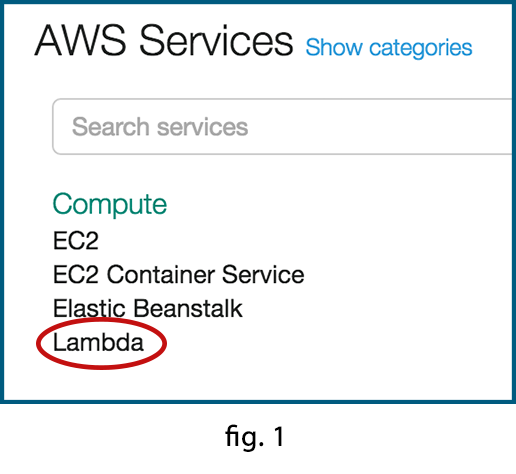 AWS Services Show categories
Search services
Compute
EC2
EC2 Container Service
Elastic Beanstalk
Lambda
fig. 1